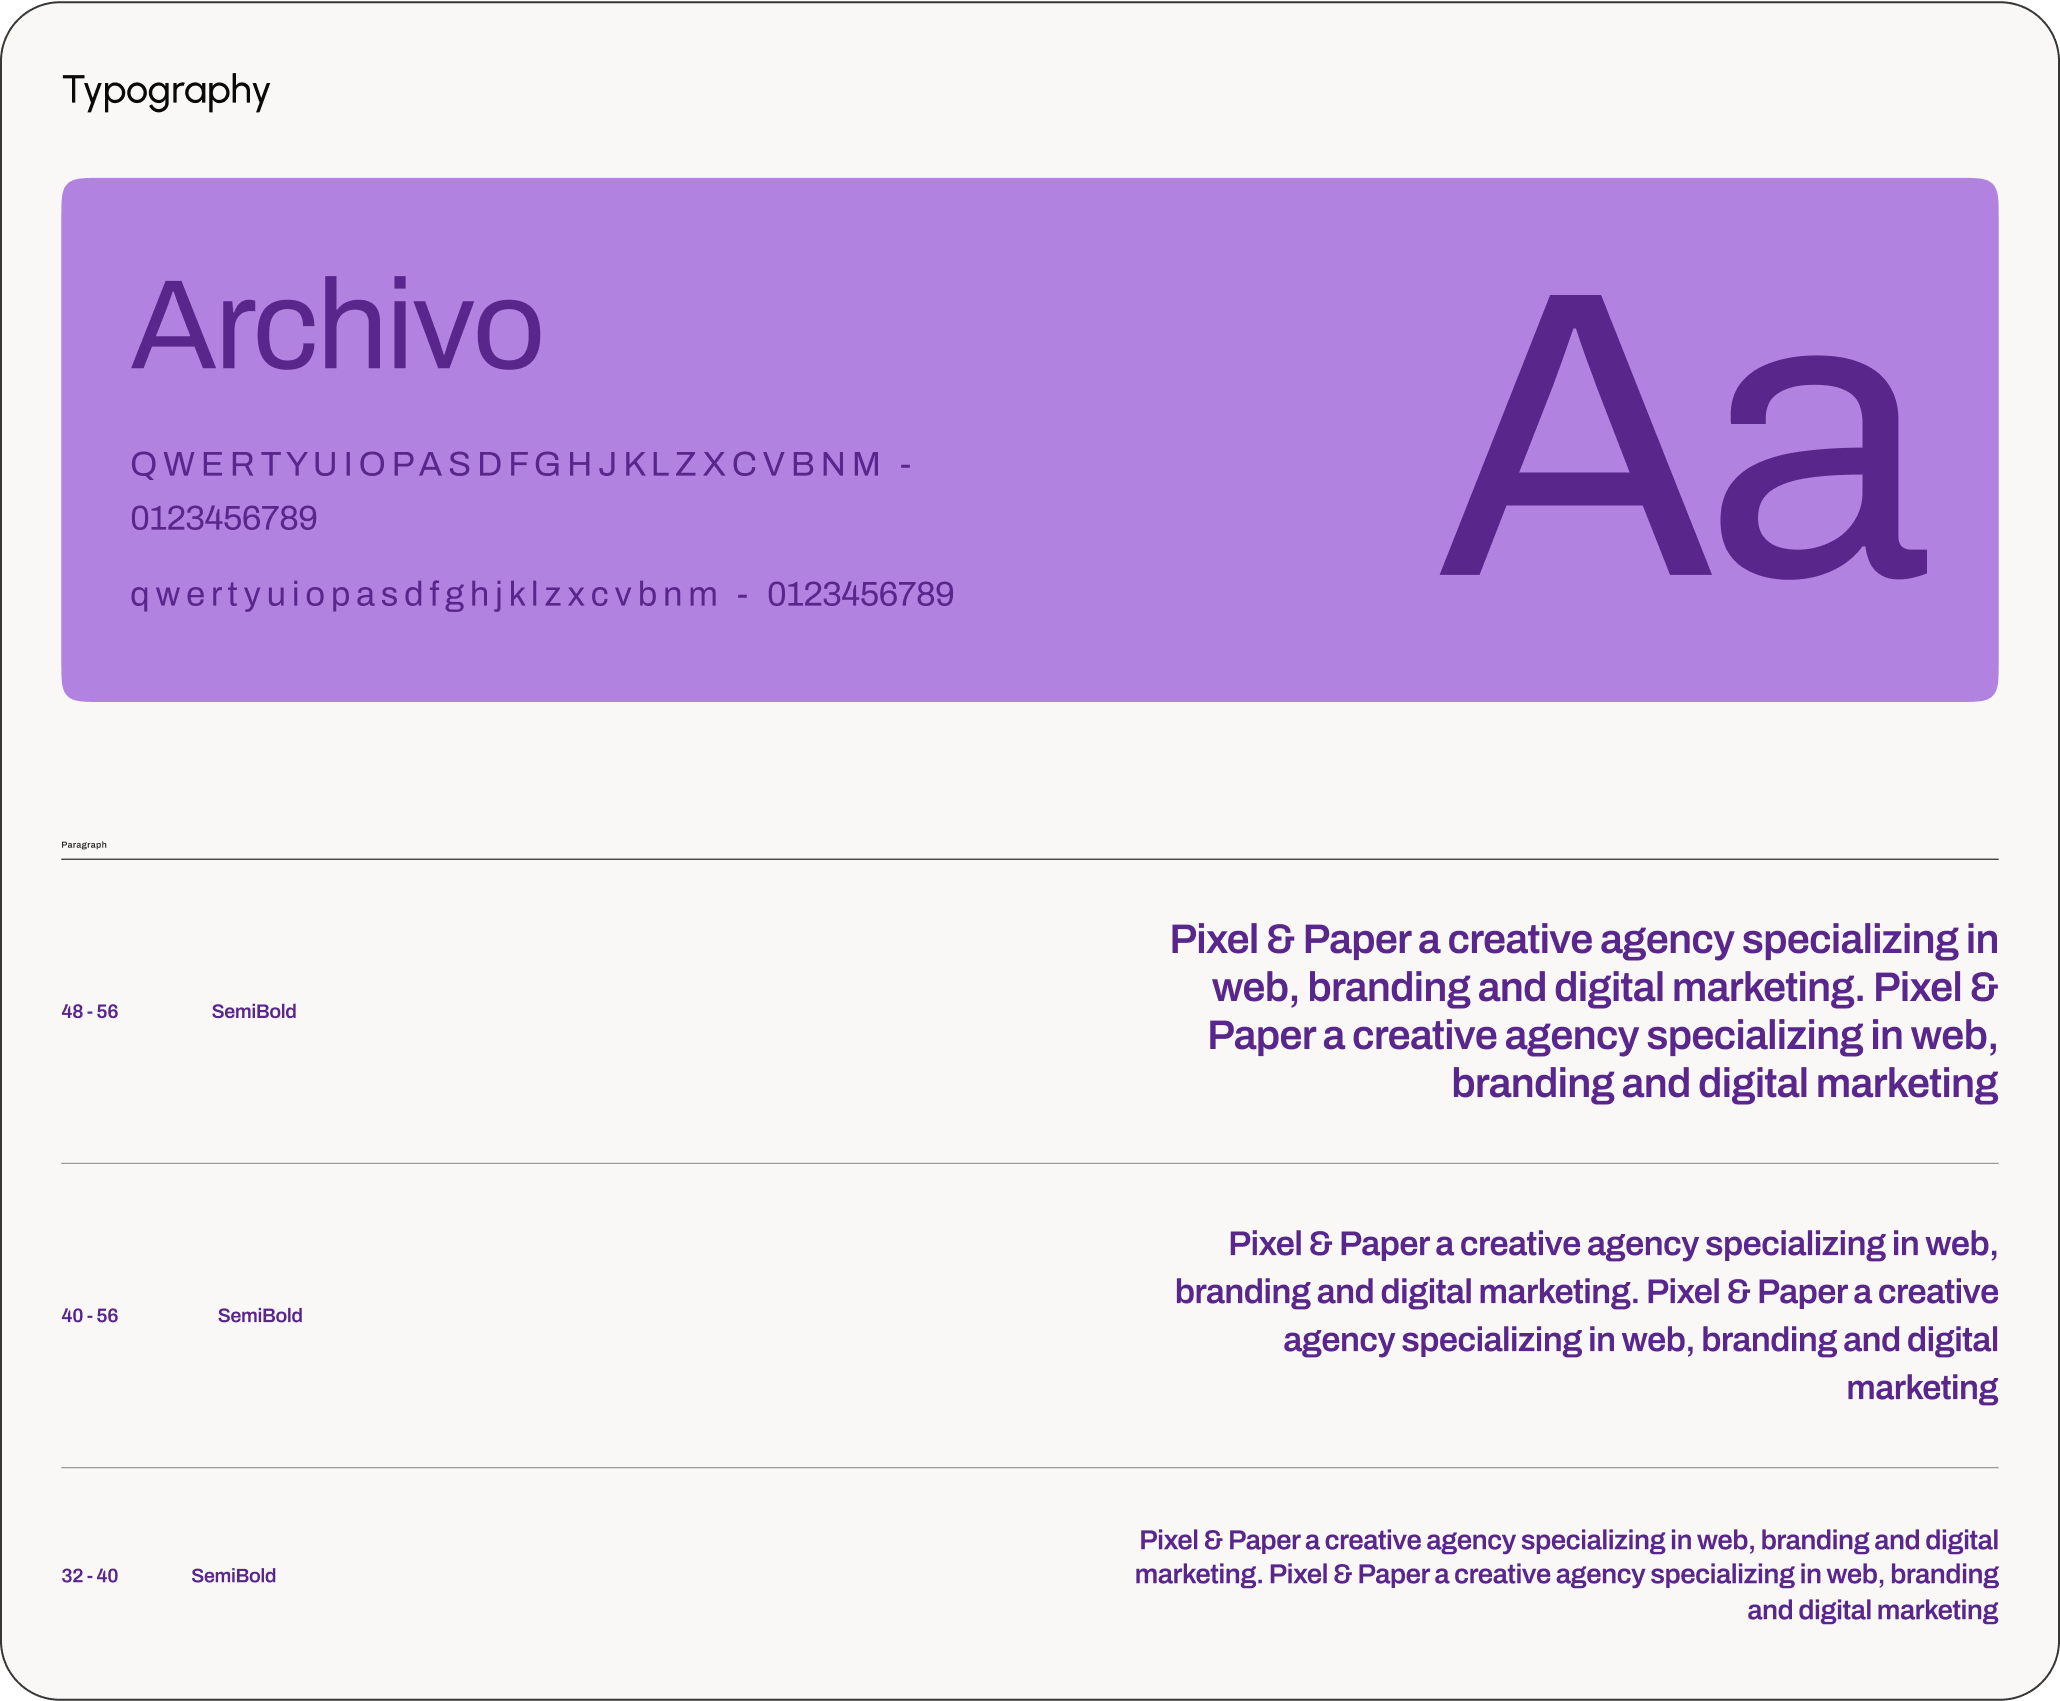 Typography
Archivo
Aa
QWERTYUIOPASDFGHJKLZXCVBNM -
0123456789
qwertyuiopasdfghjklzxcvbnm - 0123456789
Paragraph
48 - 56 SemiBold
Pixel & Paper a creative agency specializing in
web, branding and digital marketing. Pixel &
Paper a creative agency specializing in web,
branding and digital marketing
40 - 56 SemiBold
Pixel & Paper a creative agency specializing in web,
branding and digital marketing. Pixel & Paper a creative
agency specializing in web, branding and digital
marketing
32 - 40 SemiBold
Pixel & Paper a creative agency specializing in web, branding and digital
marketing. Pixel & Paper a creative agency specializing in web, branding
and digital marketing